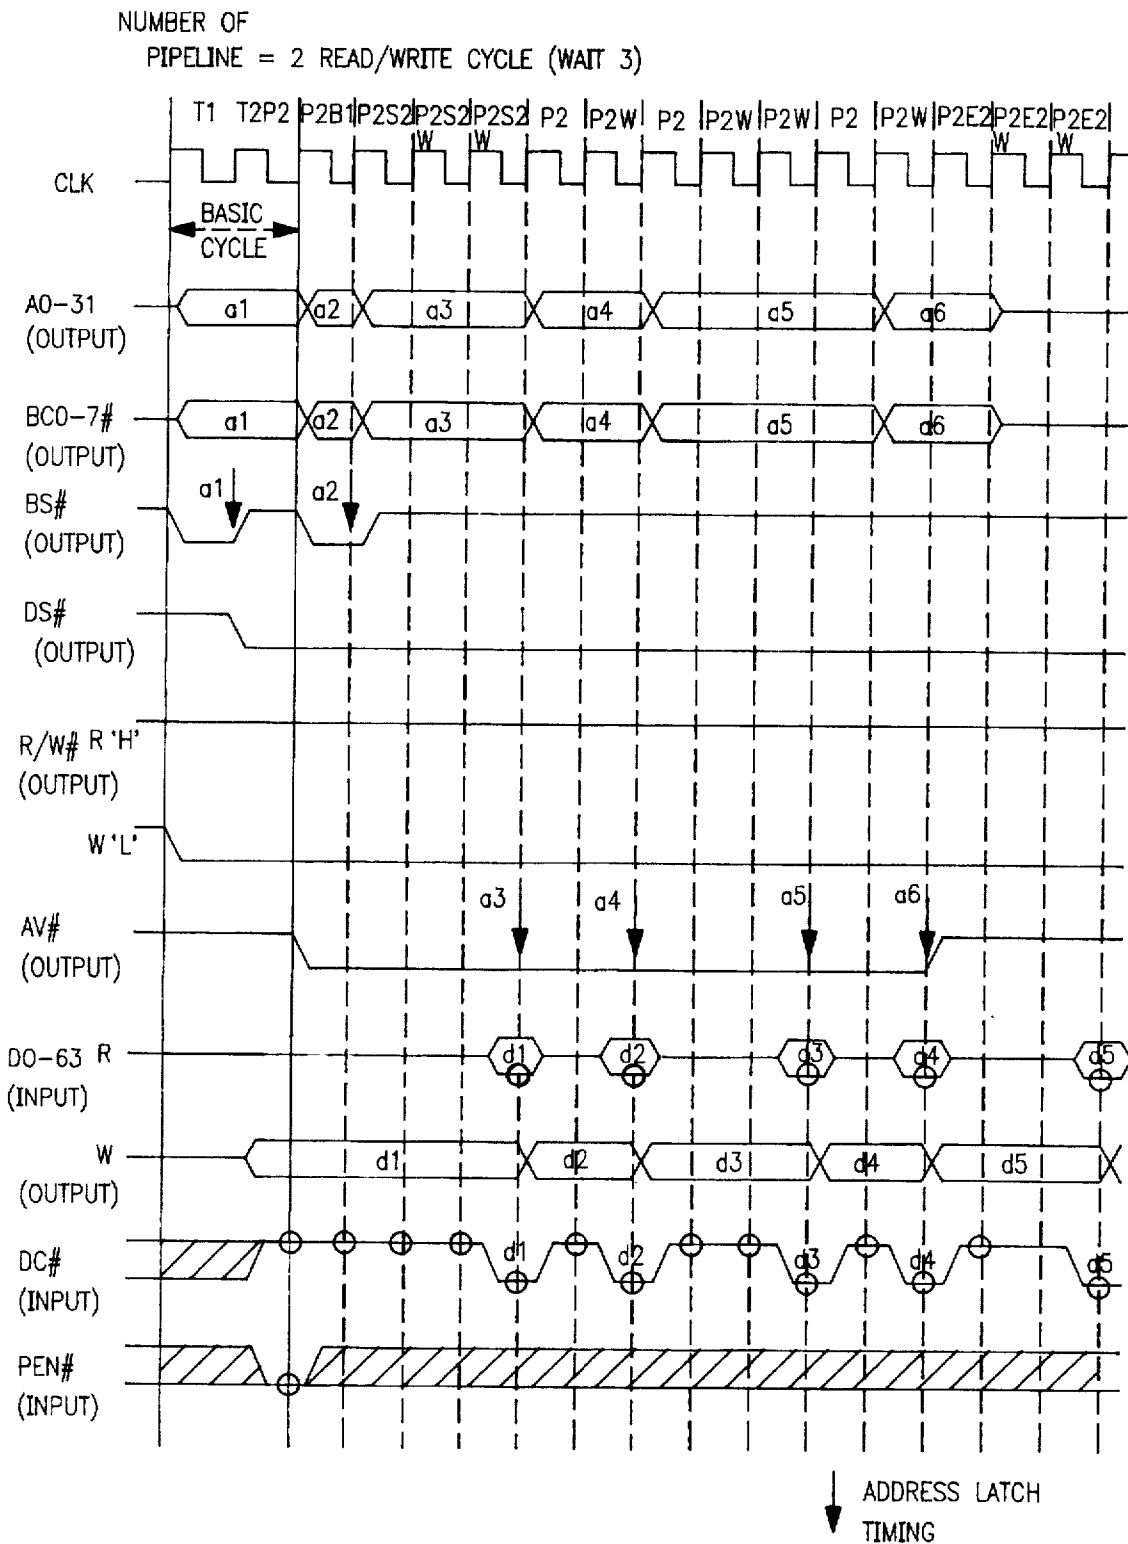 NUMBER OF
PIPELINE = 2 READ/WRITE CYCLE (WAIT 3)
T1 T2P2 P2B1 P2S2 P2S2 P2S2 P2 P2W P2 P2W P2W P2 P2W P2E2 P2E2 P2E2
W W W W
CLK
BASIC
CYCLE
A0-31 a1 a2 a3 a4 a5 a6
(OUTPUT)
BC0-7# a1 a2 a3 a4 a5 a6
(OUTPUT)
a1 a2
BS#
(OUTPUT)
DS#
(OUTPUT)
R/W# R 'H'
(OUTPUT)
W 'L'
a3 a4 a5 a6
AV#
(OUTPUT)
D0-63 R d1 d2 d3 d4 d5
(INPUT)
W d1 d2 d3 d4 d5
(OUTPUT)
DC# d1 d2 d3 d4 d5
(INPUT)
PEN#
(INPUT)
ADDRESS LATCH
TIMING